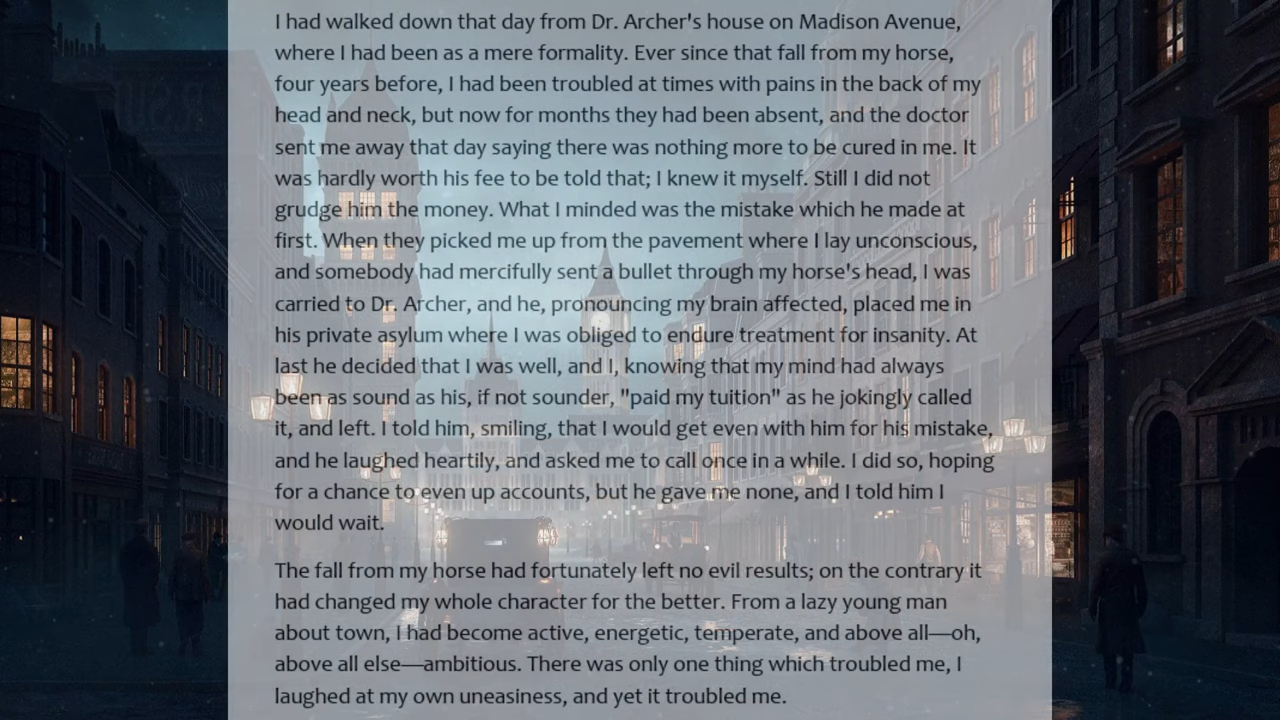 I had walked down that day from Dr. Archer's house on Madison Avenue,
where I had been as a mere formality. Ever since that fall from my horse,
four years before, I had been troubled at times with pains in the back of my
head and neck, but now for months they had been absent, and the doctor
sent me away that day saying there was nothing more to be cured in me. It
was hardly worth his fee to be told that; I knew it myself. Still I did not
grudge him the money. What I minded was the mistake which he made at
first. When they picked me up from the pavement where I lay unconscious,
and somebody had mercifully sent a bullet through my horse's head, I was
carried to Dr. Archer, and he, pronouncing my brain affected, placed me in
his private asylum where I was obliged to endure treatment for insanity. At
last he decided that I was well, and I, knowing that my mind had always
been as sound as his, if not sounder, "paid my tuition" as he jokingly called
it, and left. I told him, smiling, that I would get even with him for his mistake,
and he laughed heartily, and asked me to call once in a while. I did so, hoping
for a chance to even up accounts, but he gave me none, and I told him I
would wait.
The fall from my horse had fortunately left no evil results; on the contrary it
had changed my whole character for the better. From a lazy young man
about town, I had become active, energetic, temperate, and above all—oh,
above all else—ambitious. There was only one thing which troubled me, I
laughed at my own uneasiness, and yet it troubled me.